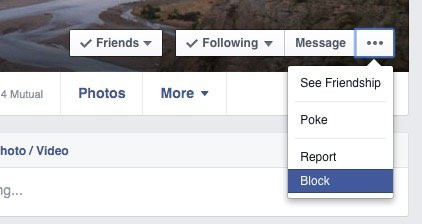 Friends Following Message
See Friendship
4 Mutual Photos More
Poke
hoto / Video
Report
Block
ng...